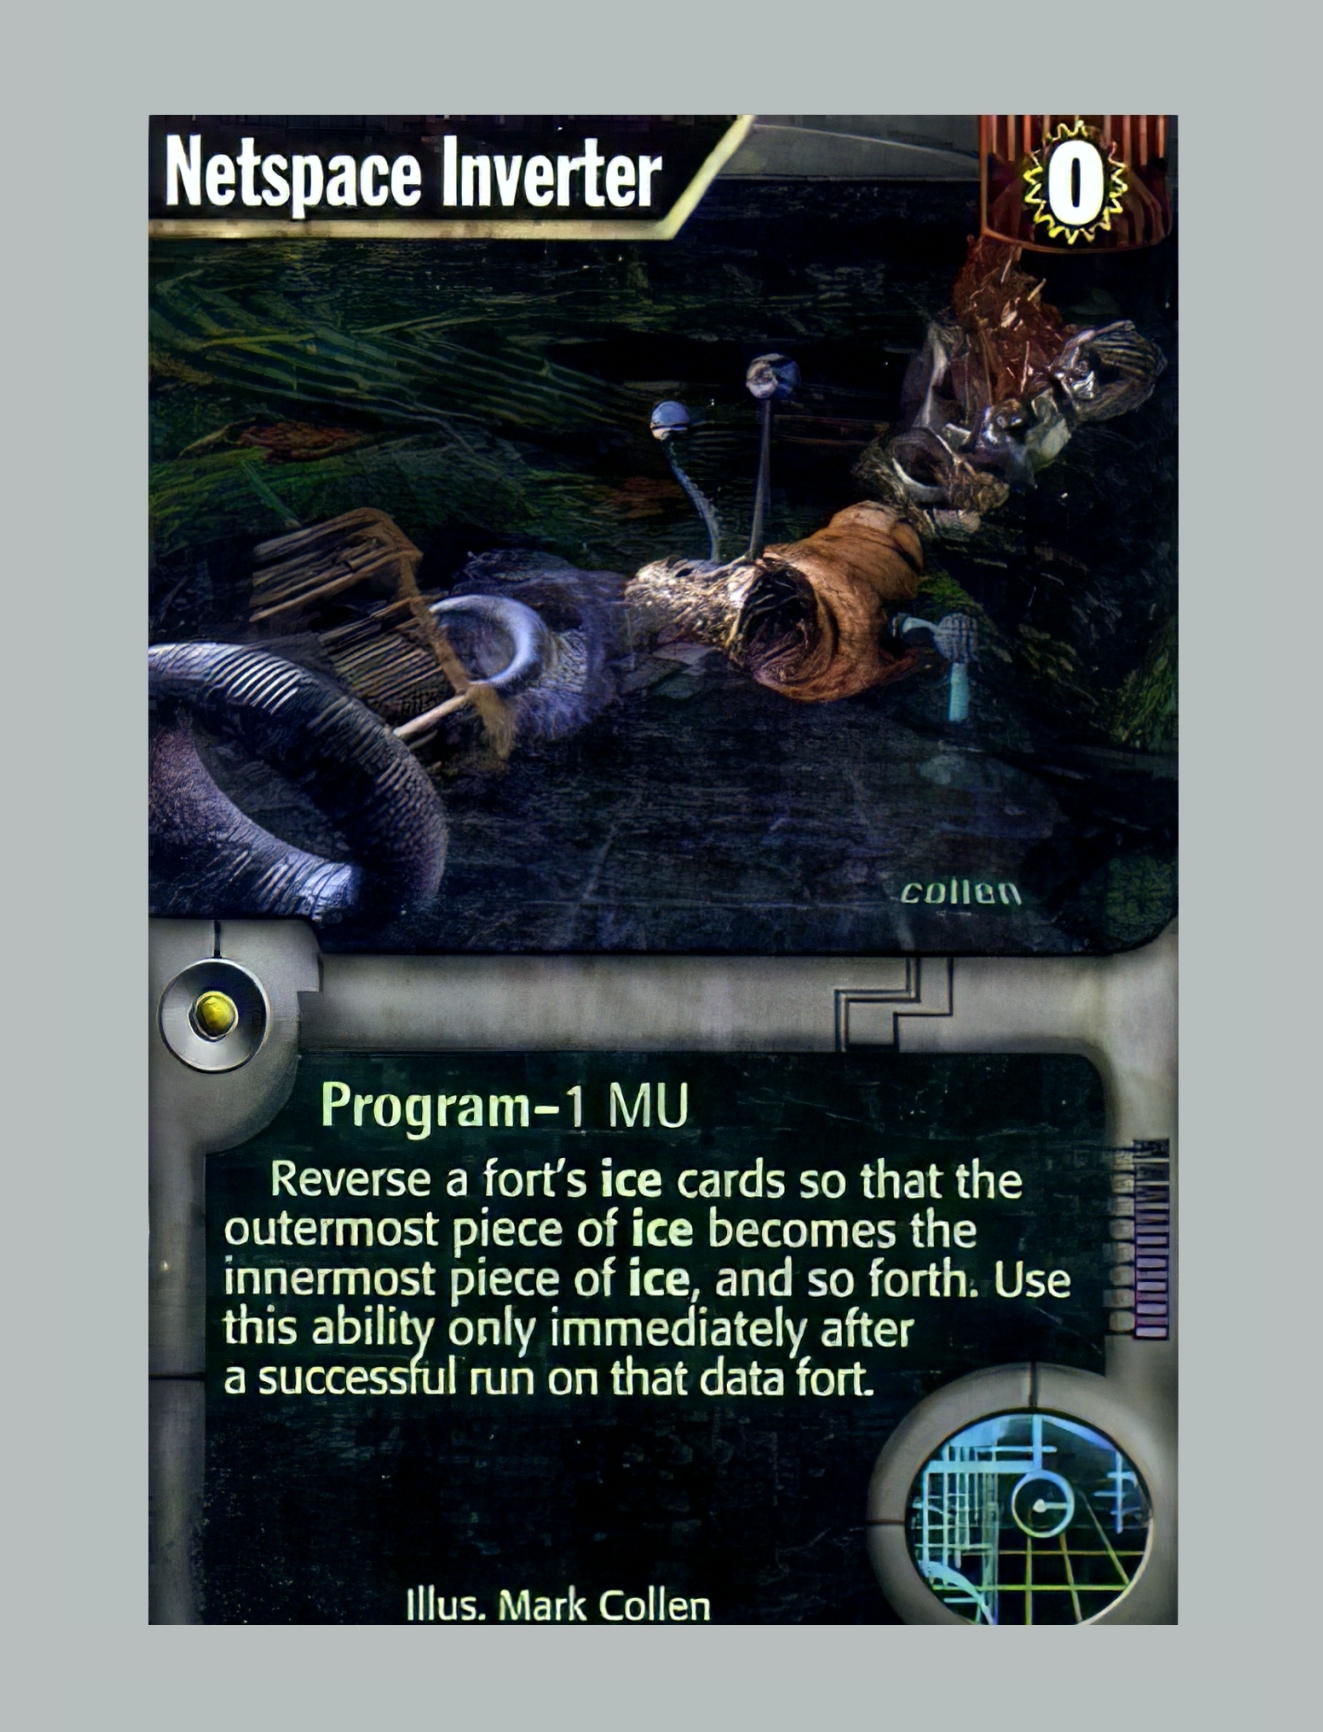 Netspace Inverter
0
collen
Program–1 MU
Reverse a fort's ice cards so that the
outermost piece of ice becomes the
innermost piece of ice, and so forth. Use
this ability only immediately after
a successful run on that data fort.
Illus. Mark Collen